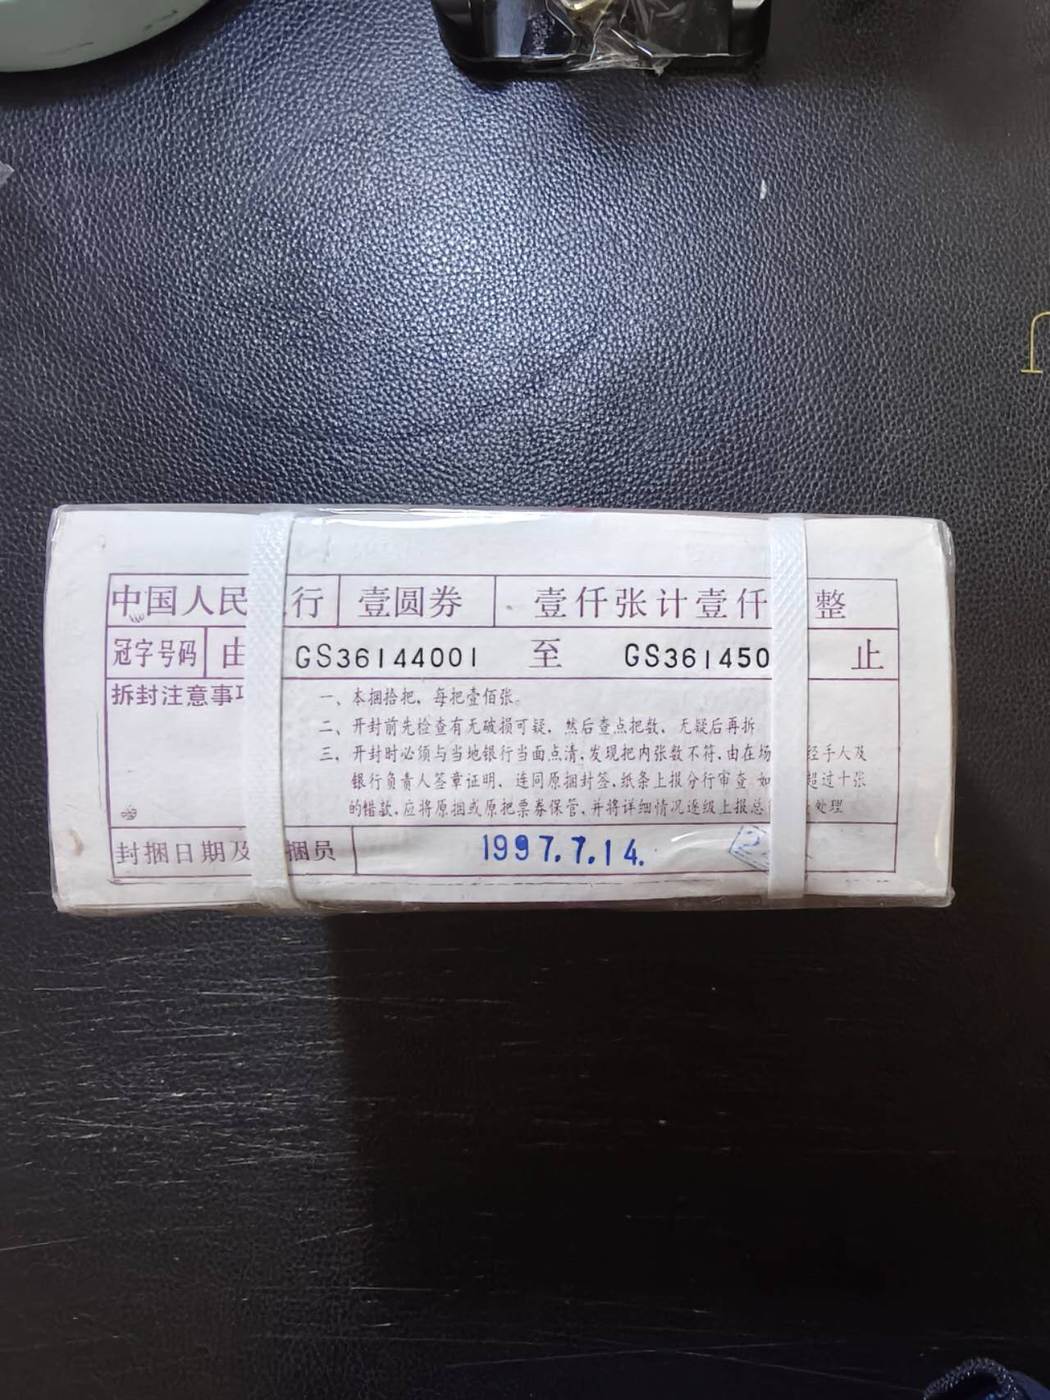 中国人民 行 壹圆券 壹仟张计壹仟 整
冠字号码 由 GS36144001 至 GS361450 止
拆封注意事项 一、本捆拾把，每把壹佰张。
二、开封前先检查有无破损可疑，然后查点把数，无疑后再拆
三、开封时必须与当地银行当面点清，发现把内张数不符，由在场 经手人及
银行负责人签章证明，连同原捆封签，纸条上报分行审查 如 超过十张
的错款，应将原捆或原把票券保管，并将详细情况逐级上报总 处理
封捆日期及 捆员 1997.7.14.